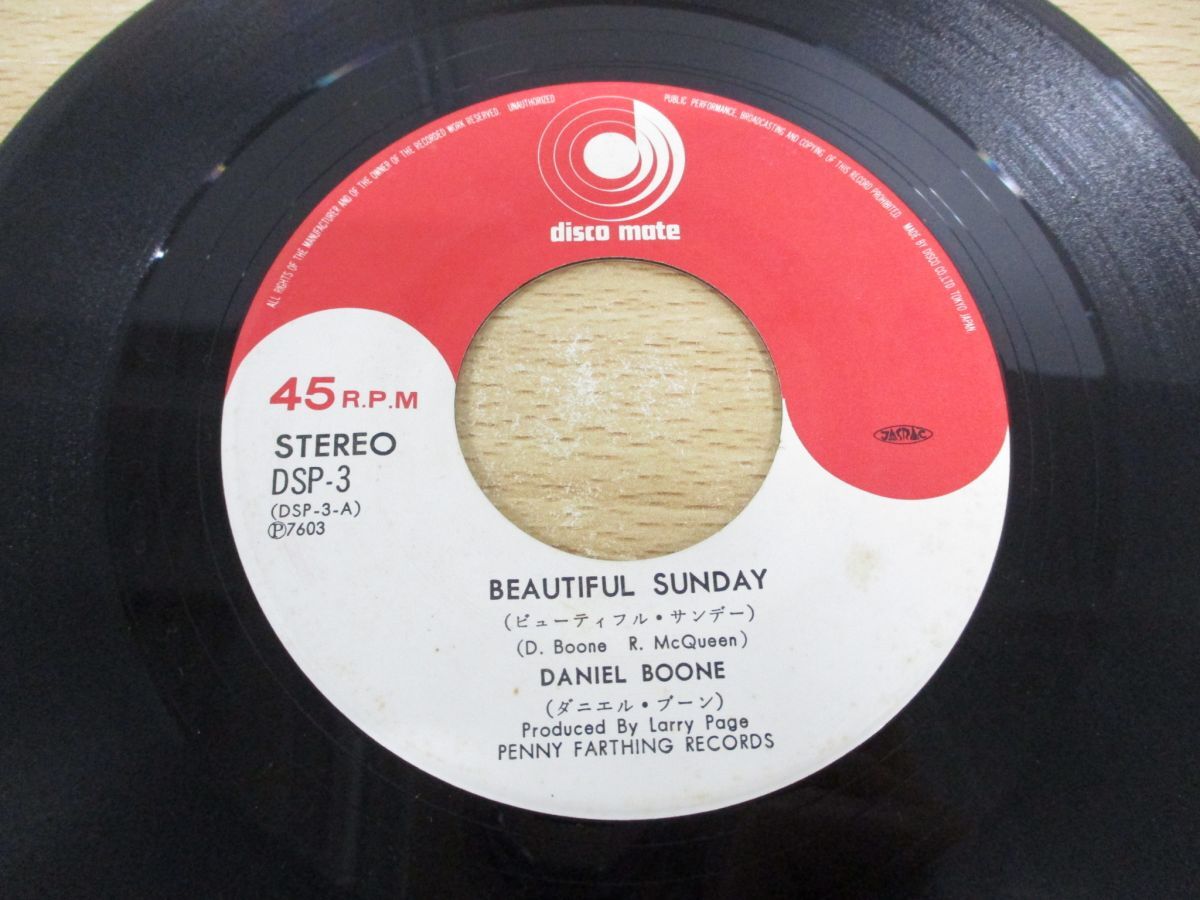 ALL RIGHTS OF THE MANUFACTURER AND OF THE OWNER OF THE RECORDED WORK RESERVED. UNAUTHORIZED PUBLIC PERFORMANCE, BROADCASTING AND COPYING, OF THIS RECORD PROHIBITED. MADE BY DISCO CO., LTD. TOKYO JAPAN
disco mate
45 R.P.M
STEREO
DSP-3
(DSP-3-A)
Ⓟ7603
JASRAC
BEAUTIFUL SUNDAY
(ビューティフル・サンデー)
(D. Boone R. McQueen)
DANIEL BOONE
(ダニエル・ブーン)
Produced By Larry Page
PENNY FARTHING RECORDS